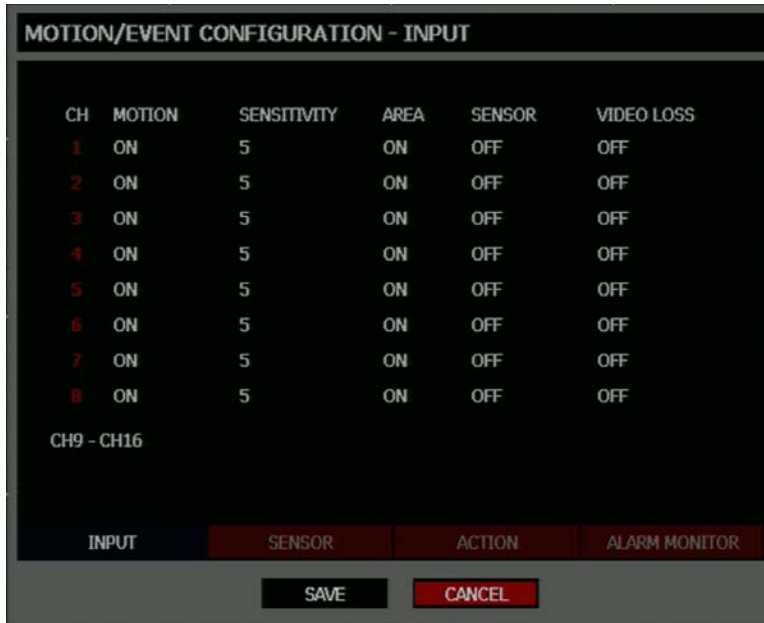 MOTION/EVENT CONFIGURATION - INPUT
CH MOTION SENSITIVITY AREA SENSOR VIDEO LOSS
1 ON 5 ON OFF OFF
2 ON 5 ON OFF OFF
3 ON 5 ON OFF OFF
4 ON 5 ON OFF OFF
5 ON 5 ON OFF OFF
6 ON 5 ON OFF OFF
7 ON 5 ON OFF OFF
8 ON 5 ON OFF OFF
CH9 - CH16
INPUT SENSOR ACTION ALARM MONITOR
SAVE CANCEL